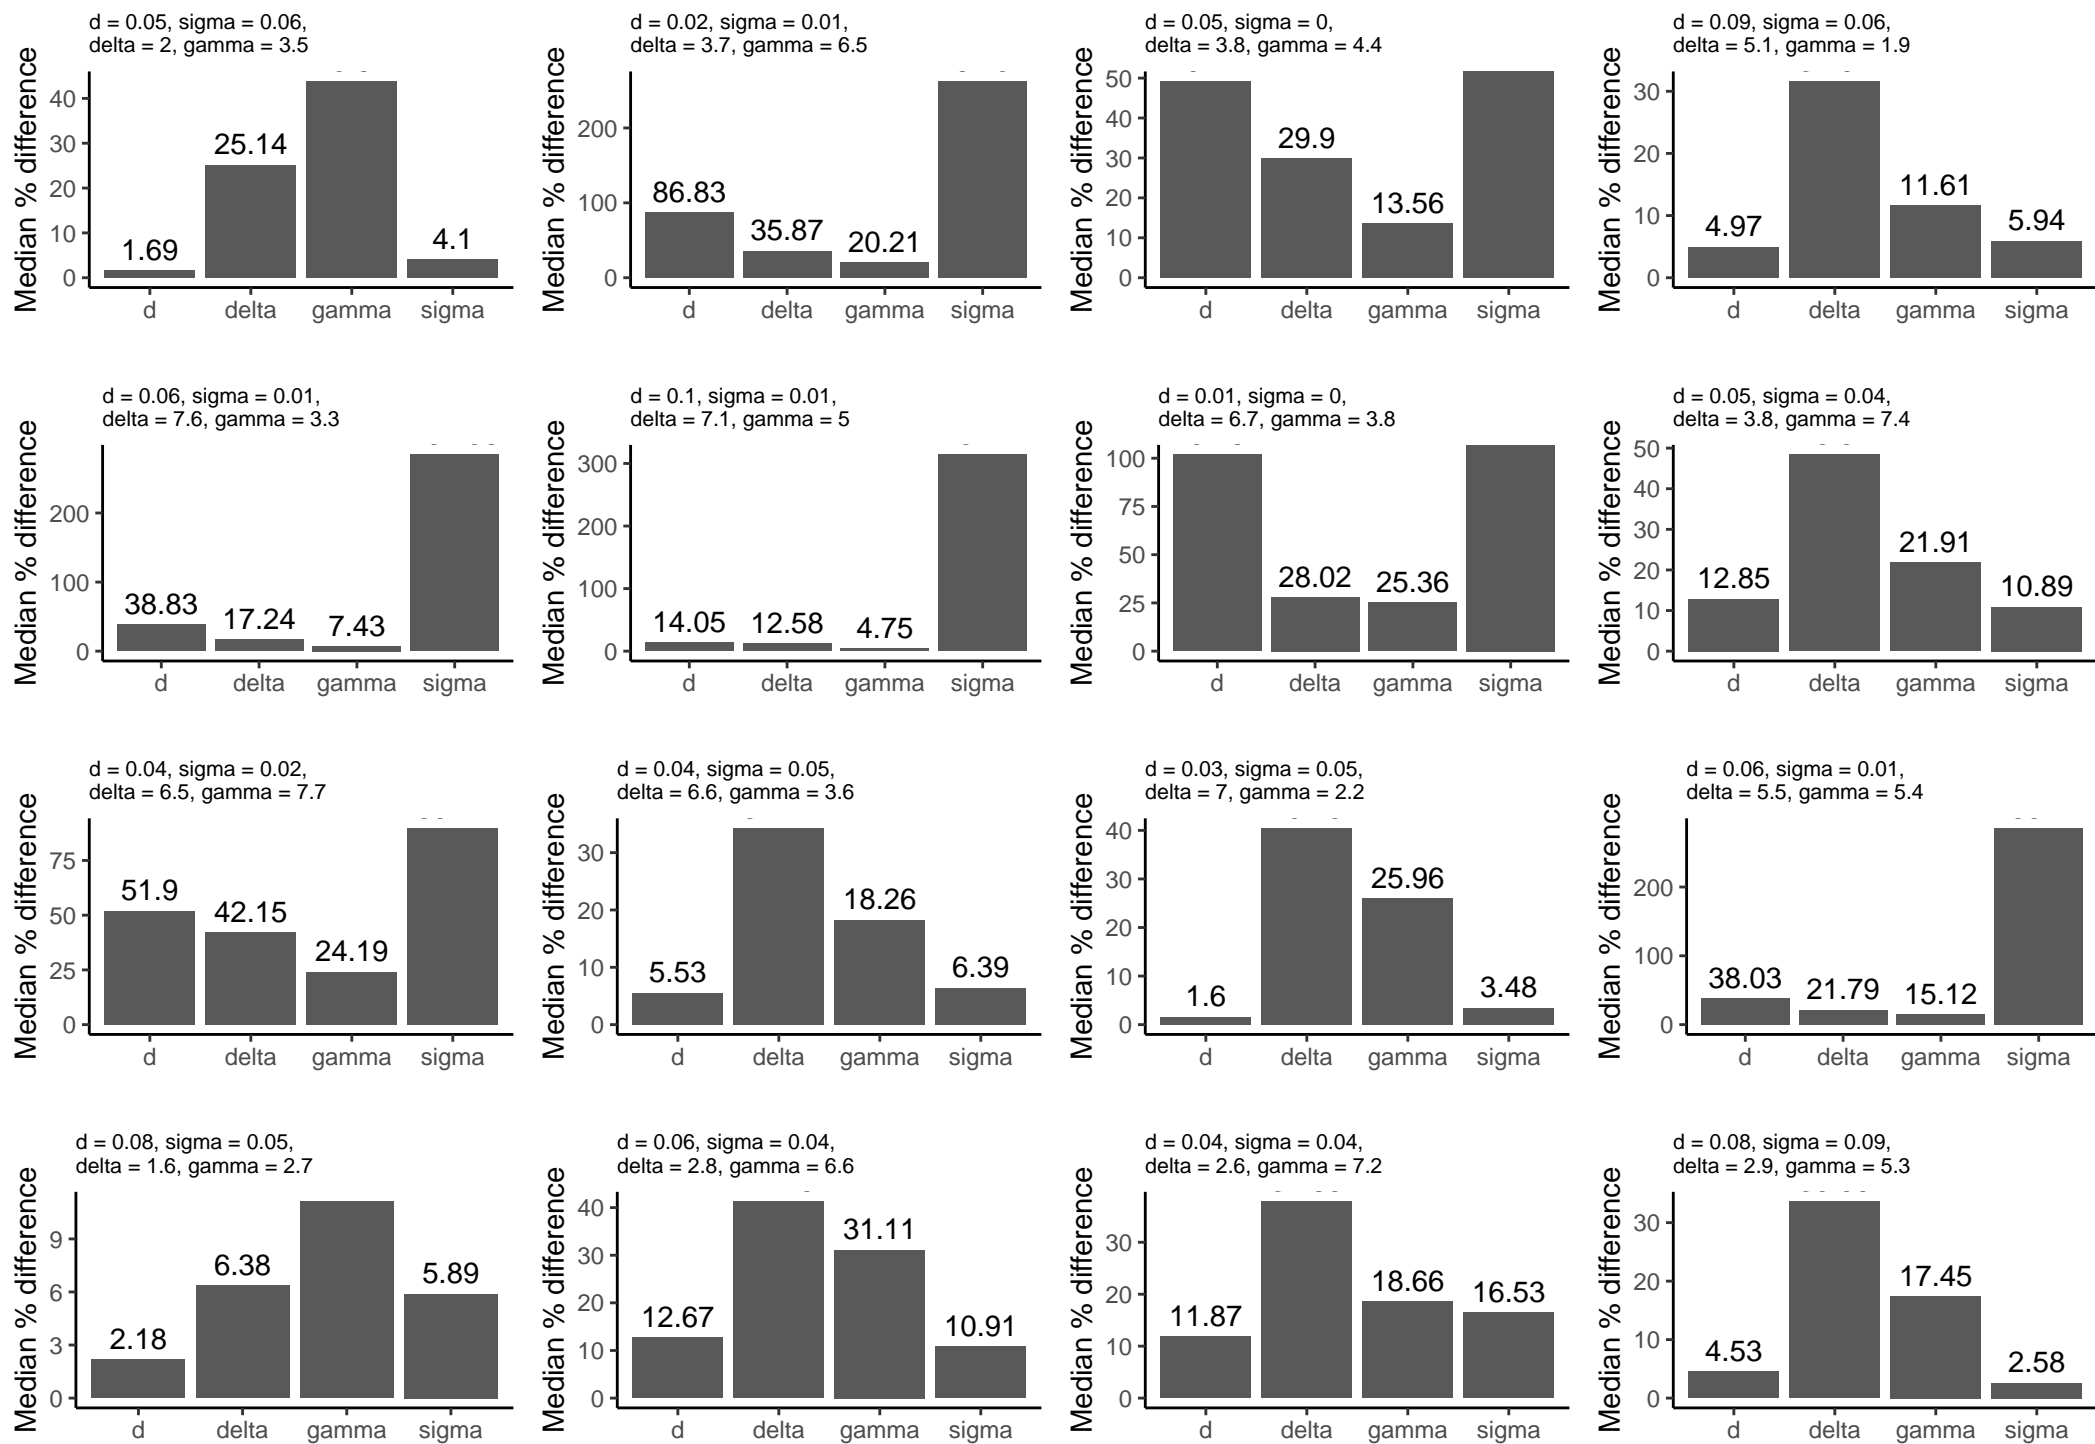 d = 0.05, sigma = 0.06,
delta = 2, gamma = 3.5
Median % difference
40
30
20
10
0
1.69
25.14
4.1
d delta gamma sigma
d = 0.02, sigma = 0.01,
delta = 3.7, gamma = 6.5
Median % difference
200
100
0
86.83
35.87
20.21
d delta gamma sigma
d = 0.05, sigma = 0,
delta = 3.8, gamma = 4.4
Median % difference
50
40
30
20
10
0
29.9
13.56
d delta gamma sigma
d = 0.09, sigma = 0.06,
delta = 5.1, gamma = 1.9
Median % difference
30
20
10
0
4.97
11.61
5.94
d delta gamma sigma
d = 0.06, sigma = 0.01,
delta = 7.6, gamma = 3.3
Median % difference
200
100
0
38.83
17.24
7.43
d delta gamma sigma
d = 0.1, sigma = 0.01,
delta = 7.1, gamma = 5
Median % difference
300
200
100
0
14.05
12.58
4.75
d delta gamma sigma
d = 0.01, sigma = 0,
delta = 6.7, gamma = 3.8
Median % difference
100
75
50
25
0
28.02
25.36
d delta gamma sigma
d = 0.05, sigma = 0.04,
delta = 3.8, gamma = 7.4
Median % difference
50
40
30
20
10
0
12.85
21.91
10.89
d delta gamma sigma
d = 0.04, sigma = 0.02,
delta = 6.5, gamma = 7.7
Median % difference
75
50
25
0
51.9
42.15
24.19
d delta gamma sigma
d = 0.04, sigma = 0.05,
delta = 6.6, gamma = 3.6
Median % difference
30
20
10
0
5.53
18.26
6.39
d delta gamma sigma
d = 0.03, sigma = 0.05,
delta = 7, gamma = 2.2
Median % difference
40
30
20
10
0
1.6
25.96
3.48
d delta gamma sigma
d = 0.06, sigma = 0.01,
delta = 5.5, gamma = 5.4
Median % difference
200
100
0
38.03
21.79
15.12
d delta gamma sigma
d = 0.08, sigma = 0.05,
delta = 1.6, gamma = 2.7
Median % difference
9
6
3
0
2.18
6.38
5.89
d delta gamma sigma
d = 0.06, sigma = 0.04,
delta = 2.8, gamma = 6.6
Median % difference
40
30
20
10
0
12.67
31.11
10.91
d delta gamma sigma
d = 0.04, sigma = 0.04,
delta = 2.6, gamma = 7.2
Median % difference
30
20
10
0
11.87
18.66
16.53
d delta gamma sigma
d = 0.08, sigma = 0.09,
delta = 2.9, gamma = 5.3
Median % difference
30
20
10
0
4.53
17.45
2.58
d delta gamma sigma